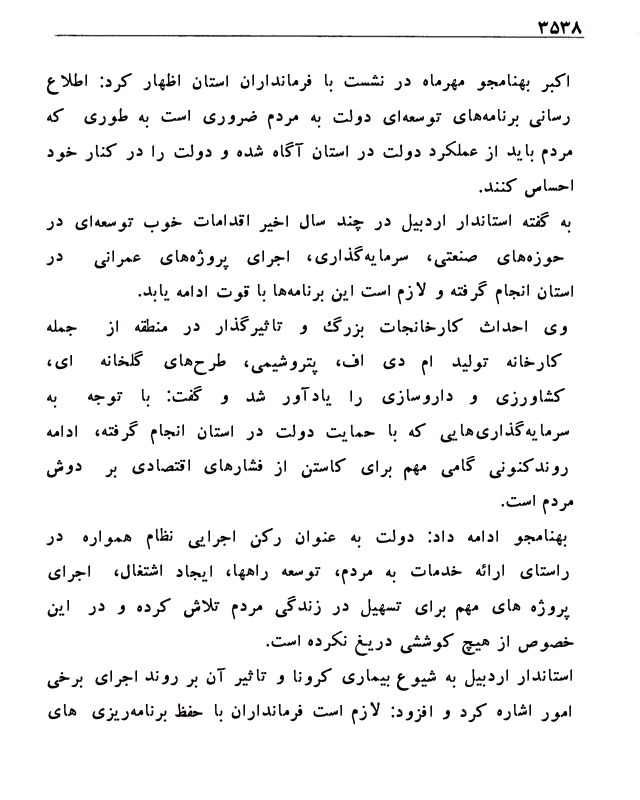 ۳۵۳۸
اکبر بهنامجو مهرماه در نشست با فرمانداران استان اظهار کرد: اطلاع
رسانی برنامه‌های توسعه‌ای دولت به مردم ضروری است به طوری که
مردم باید از عملکرد دولت در استان آگاه شده و دولت را در کنار خود
احساس کنند.
به گفته استاندار اردبیل در چند سال اخیر اقدامات خوب توسعه‌ای در
حوزه‌های صنعتی، سرمایه‌گذاری، اجرای پروژه‌های عمرانی در
استان انجام گرفته و لازم است این برنامه‌ها با قوت ادامه یابد.
وی احداث کارخانجات بزرگ و تاثیرگذار در منطقه از جمله
کارخانه تولید ام دی اف، پتروشیمی، طرح‌های گلخانه ای،
کشاورزی و داروسازی را یادآور شد و گفت: با توجه به
سرمایه‌گذاری‌هایی که با حمایت دولت در استان انجام گرفته، ادامه
روندکنونی گامی مهم برای کاستن از فشارهای اقتصادی بر دوش
مردم است.
بهنامجو ادامه داد: دولت به عنوان رکن اجرایی نظام همواره در
راستای ارائه خدمات به مردم، توسعه راهها، ایجاد اشتغال، اجرای
پروژه های مهم برای تسهیل در زندگی مردم تلاش کرده و در این
خصوص از هیچ کوششی دریغ نکرده است.
استاندار اردبیل به شیوع بیماری کرونا و تاثیر آن بر روند اجرای برخی
امور اشاره کرد و افزود: لازم است فرمانداران با حفظ برنامه‌ریزی های